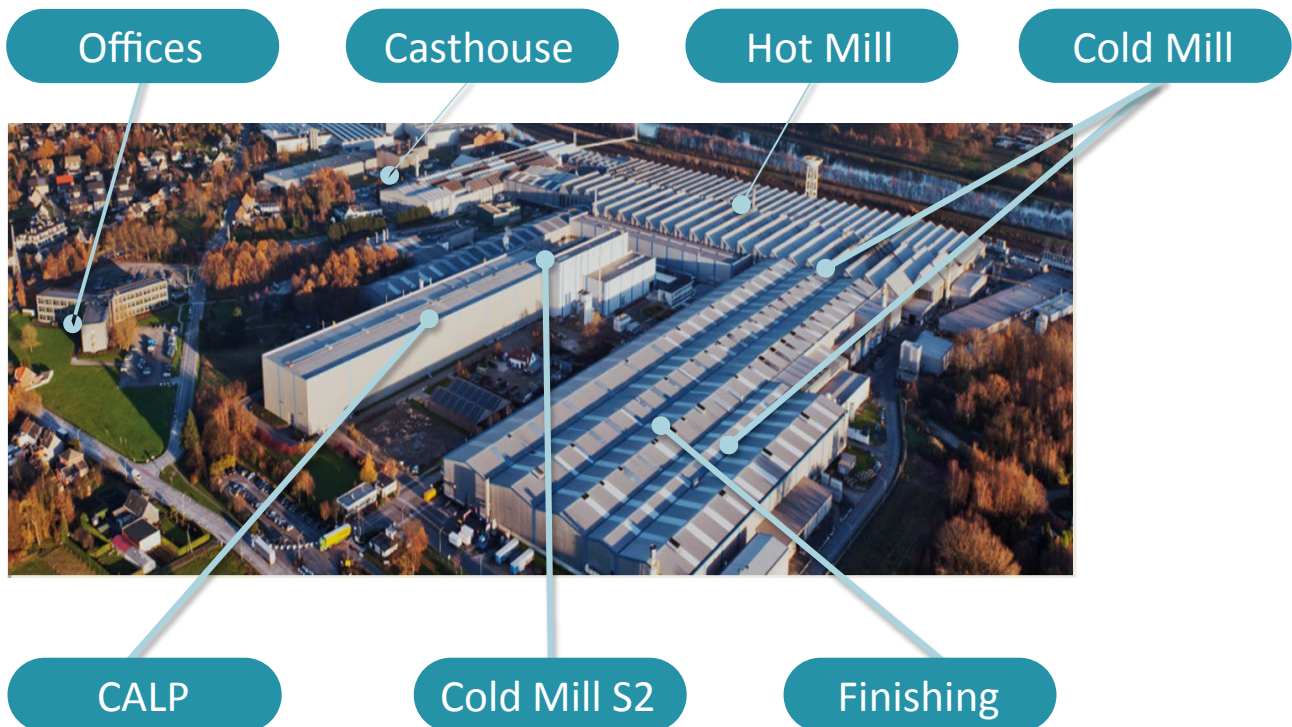 Offices
Casthouse
Hot Mill
Cold Mill
CALP
Cold Mill S2
Finishing